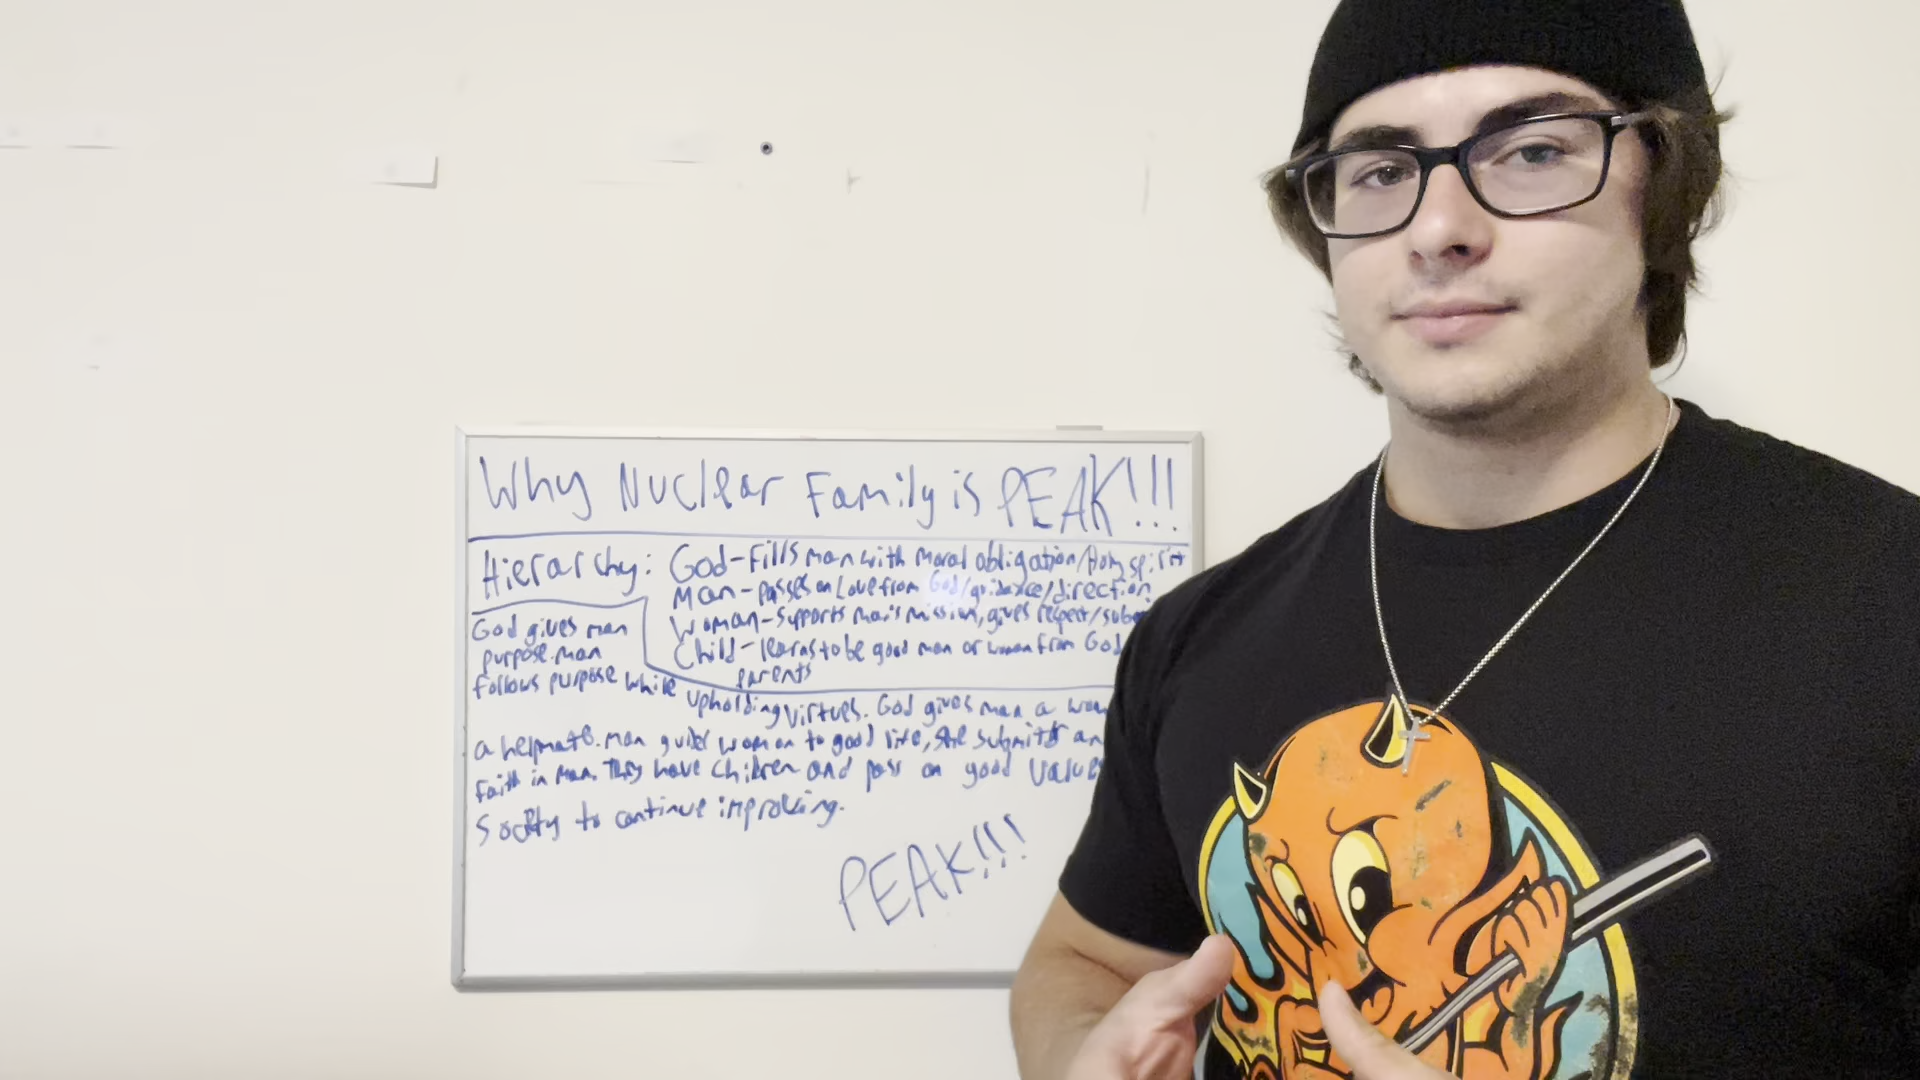 Why Nuclear Family is PEAK!!!
Hierarchy: God-fills man with moral obligation/Holy spirit
Man-passes on Love from God/guidance/direction
Woman-supports man's mission, gives respect/subm
Child-learns to be good man or woman from God
parents
God gives man
purpose. man
follows purpose while
upholding virtues. God gives man a wom
a helpmate. man guides woman to good life, she submits an
faith in man. They have children and pass on good values
Society to continue improving.
PEAK!!!